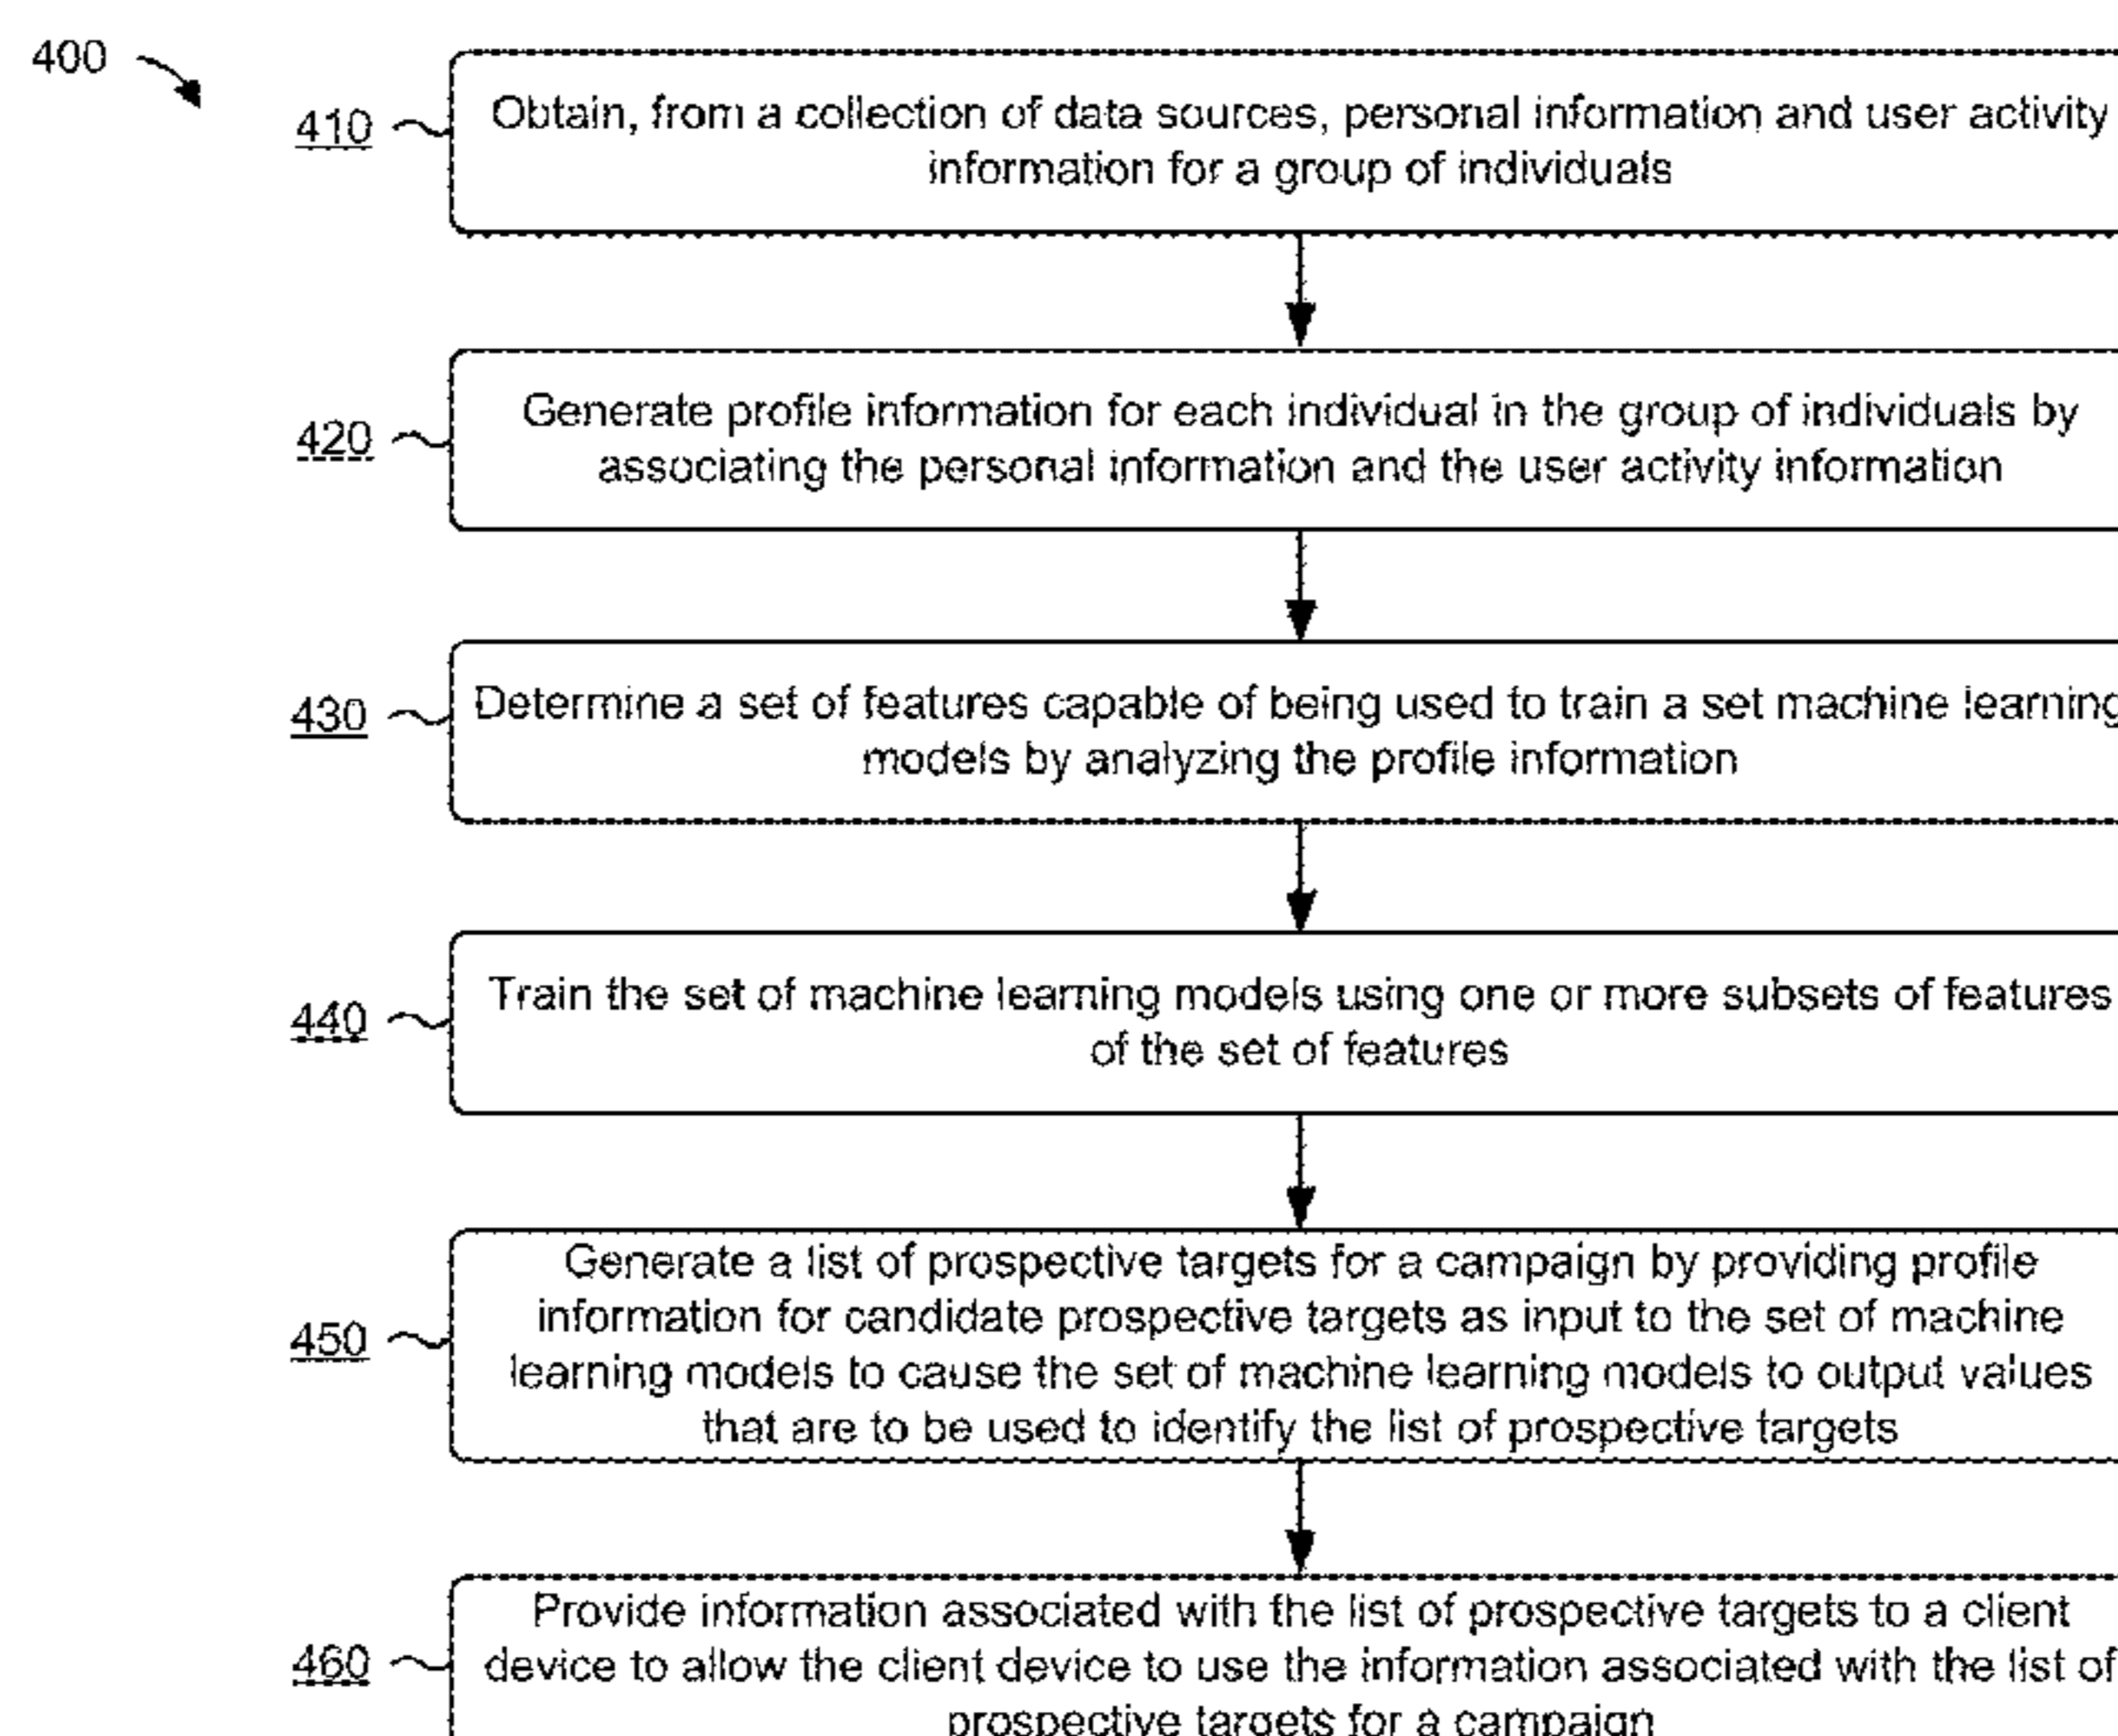 400
410
Obtain, from a collection of data sources, personal information and user activity
information for a group of individuals
420
Generate profile information for each individual in the group of individuals by
associating the personal information and the user activity information
430
Determine a set of features capable of being used to train a set machine learning
models by analyzing the profile information
440
Train the set of machine learning models using one or more subsets of features
of the set of features
450
Generate a list of prospective targets for a campaign by providing profile
information for candidate prospective targets as input to the set of machine
learning models to cause the set of machine learning models to output values
that are to be used to identify the list of prospective targets
460
Provide information associated with the list of prospective targets to a client
device to allow the client device to use the information associated with the list of
prospective targets for a campaign